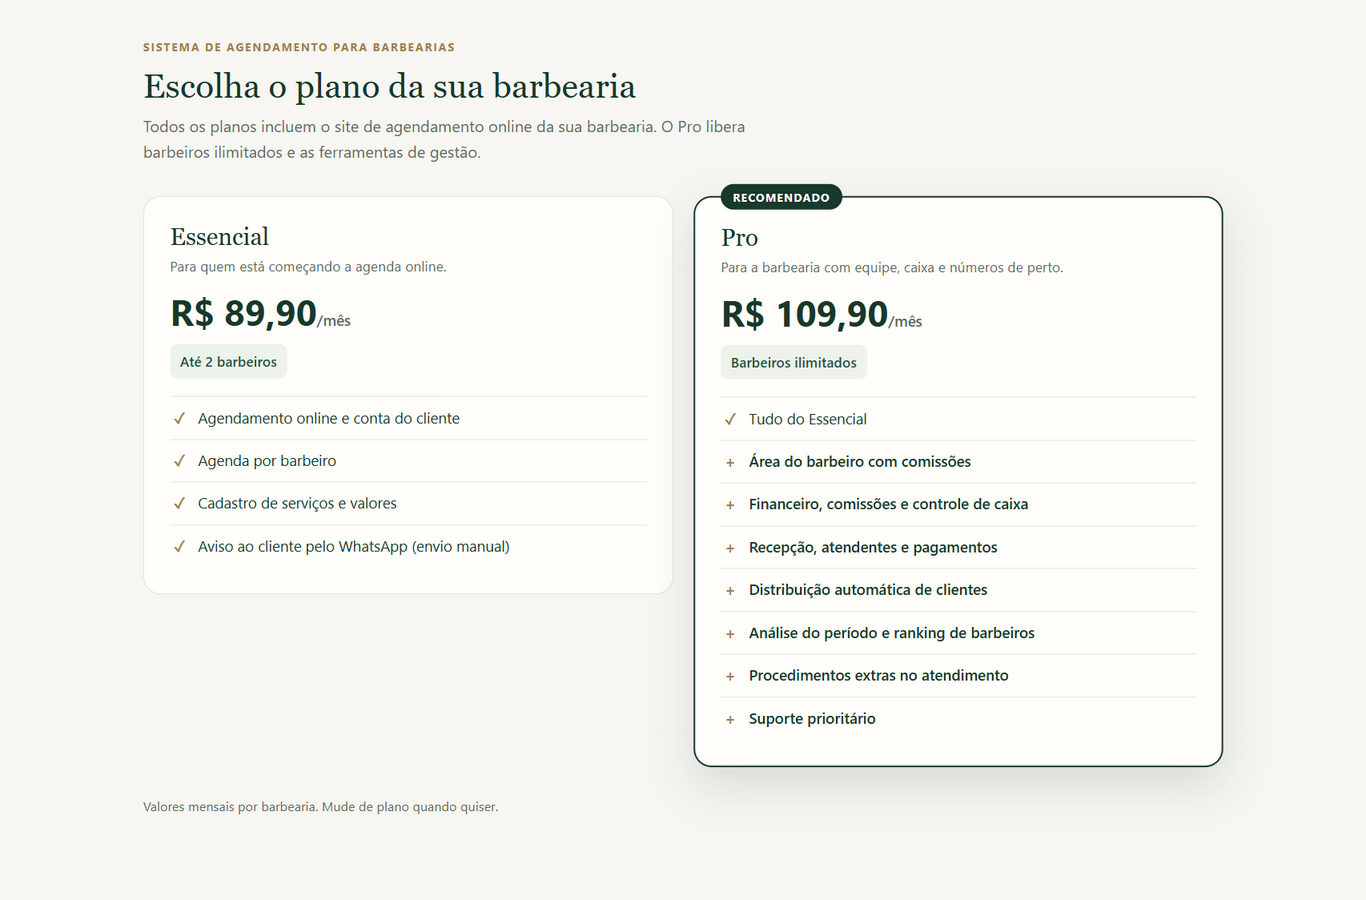 SISTEMA DE AGENDAMENTO PARA BARBEARIAS
Escolha o plano da sua barbearia
Todos os planos incluem o site de agendamento online da sua barbearia. O Pro libera
barbeiros ilimitados e as ferramentas de gestão.
Essencial
Para quem está começando a agenda online.
R$ 89,90/mês
Até 2 barbeiros
✓ Agendamento online e conta do cliente
✓ Agenda por barbeiro
✓ Cadastro de serviços e valores
✓ Aviso ao cliente pelo WhatsApp (envio manual)
RECOMENDADO
Pro
Para a barbearia com equipe, caixa e números de perto.
R$ 109,90/mês
Barbeiros ilimitados
✓ Tudo do Essencial
+ Área do barbeiro com comissões
+ Financeiro, comissões e controle de caixa
+ Recepção, atendentes e pagamentos
+ Distribuição automática de clientes
+ Análise do período e ranking de barbeiros
+ Procedimentos extras no atendimento
+ Suporte prioritário
Valores mensais por barbearia. Mude de plano quando quiser.